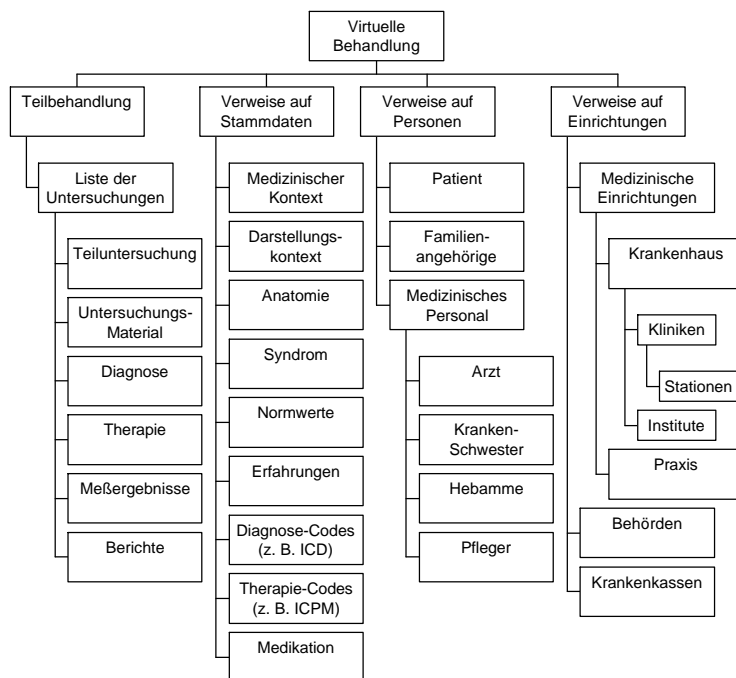 Virtuelle
Behandlung
Teilbehandlung
Verweise auf
Stammdaten
Verweise auf
Personen
Verweise auf
Einrichtungen
Liste der
Untersuchungen
Teiluntersuchung
Untersuchungs-
Material
Diagnose
Therapie
Meßergebnisse
Berichte
Medizinischer
Kontext
Darstellungs-
kontext
Anatomie
Syndrom
Normwerte
Erfahrungen
Diagnose-Codes
(z. B. ICD)
Therapie-Codes
(z. B. ICPM)
Medikation
Patient
Familien-
angehörige
Medizinisches
Personal
Arzt
Kranken-
Schwester
Hebamme
Pfleger
Medizinische
Einrichtungen
Krankenhaus
Kliniken
Stationen
Institute
Praxis
Behörden
Krankenkassen